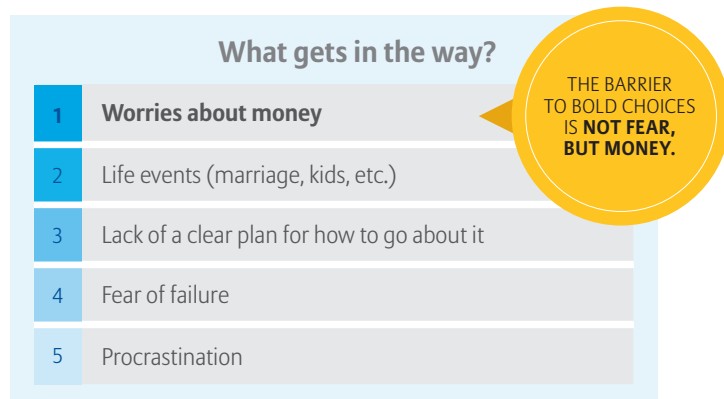 What gets in the way?
1 Worries about money
2 Life events (marriage, kids, etc.)
3 Lack of a clear plan for how to go about it
4 Fear of failure
5 Procrastination
THE BARRIER
TO BOLD CHOICES
IS NOT FEAR,
BUT MONEY.